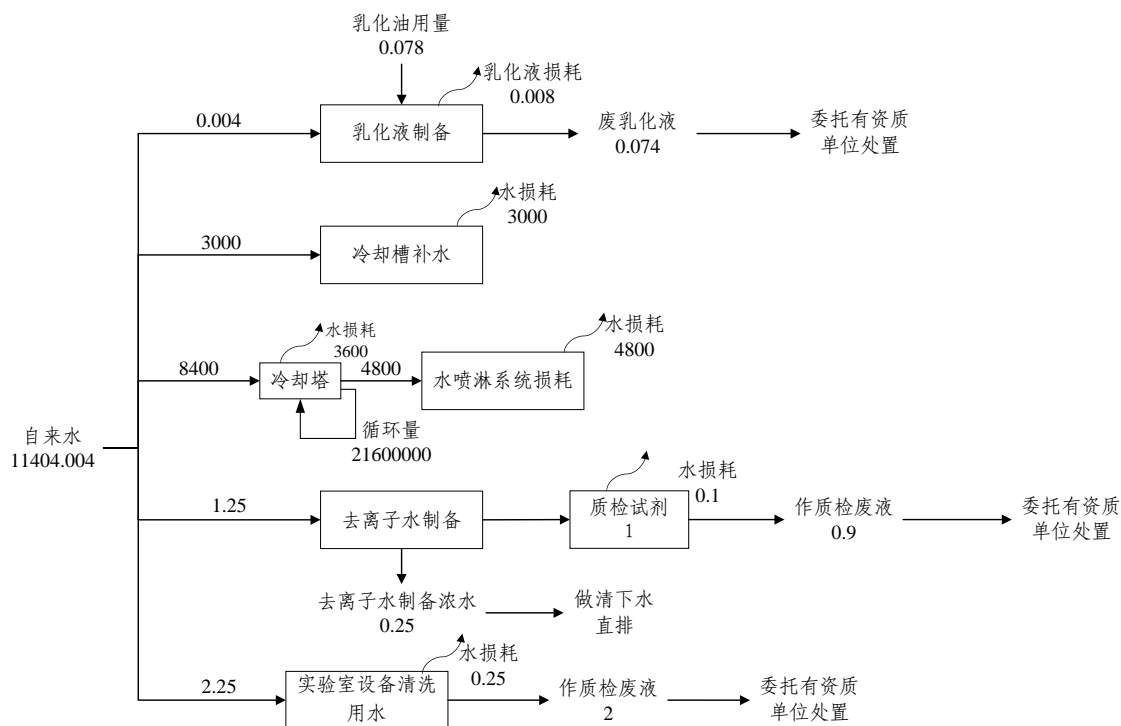 乳化油用量
0.078
乳化液损耗
0.008
0.004
乳化液制备
废乳化液
0.074
委托有资质
单位处置
水损耗
3000
3000
冷却槽补水
水损耗
3600
水损耗
4800
8400
冷却塔
4800
水喷淋系统损耗
循环量
21600000
自来水
11404.004
水损耗
0.1
1.25
去离子水制备
质检试剂
1
作质检废液
0.9
委托有资质
单位处置
去离子水制备浓水
0.25
做清下水
直排
水损耗
0.25
2.25
实验室设备清洗
用水
作质检废液
2
委托有资质
单位处置